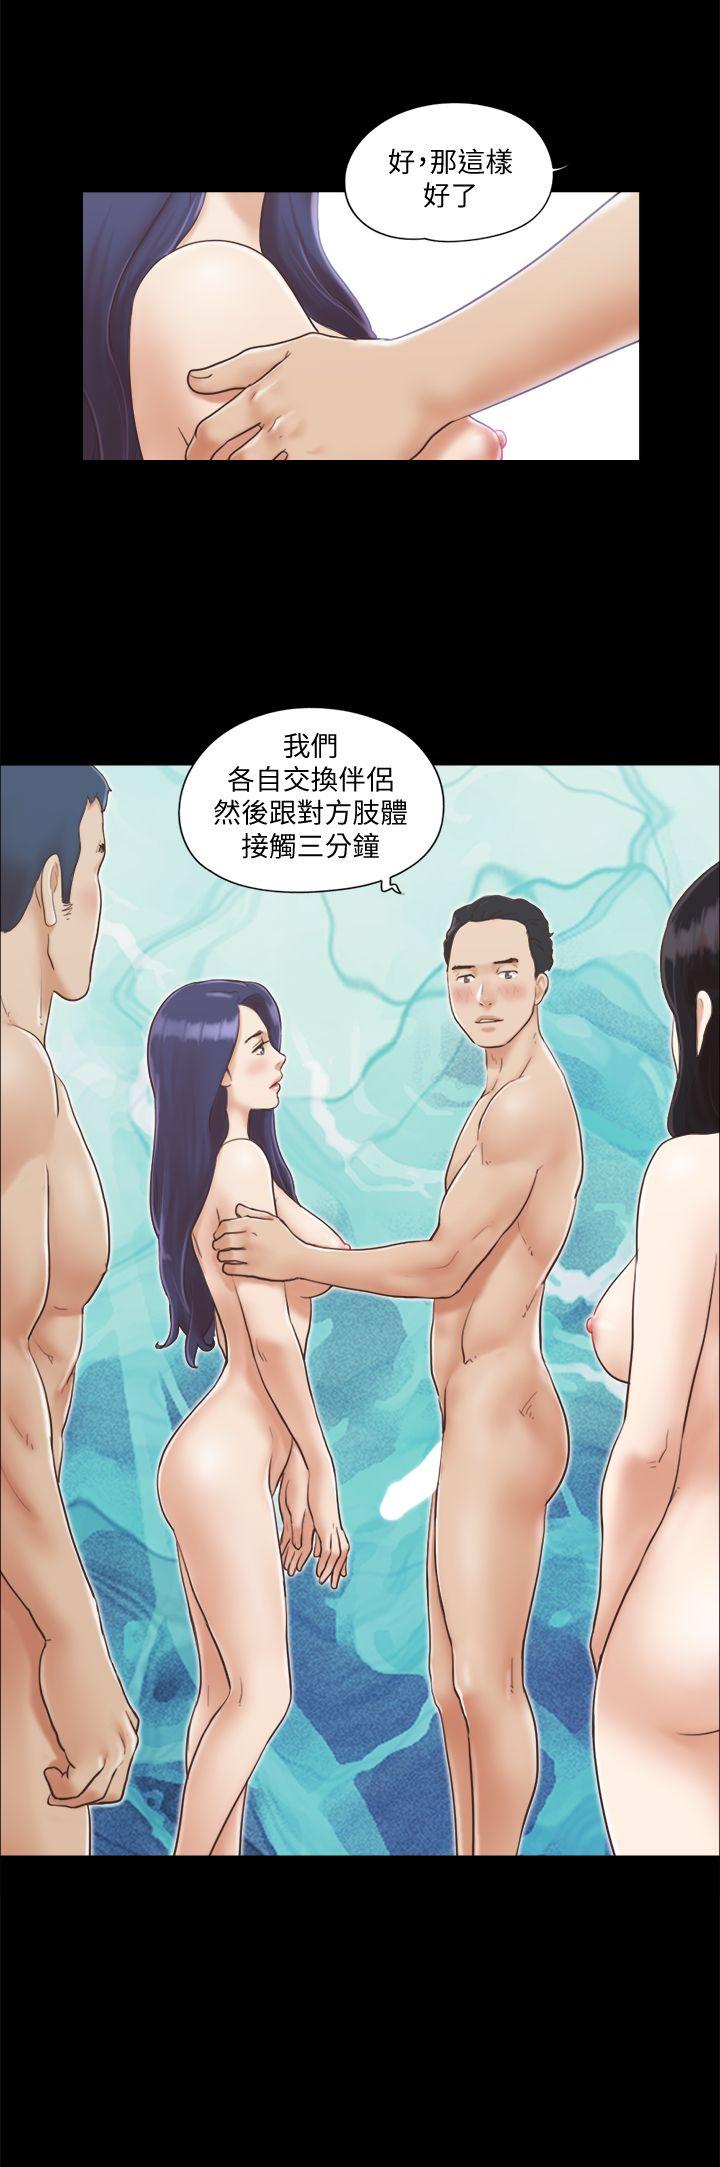 好，那這樣
好了
我們
各自交換伴侶
然後跟對方肢體
接觸三分鐘